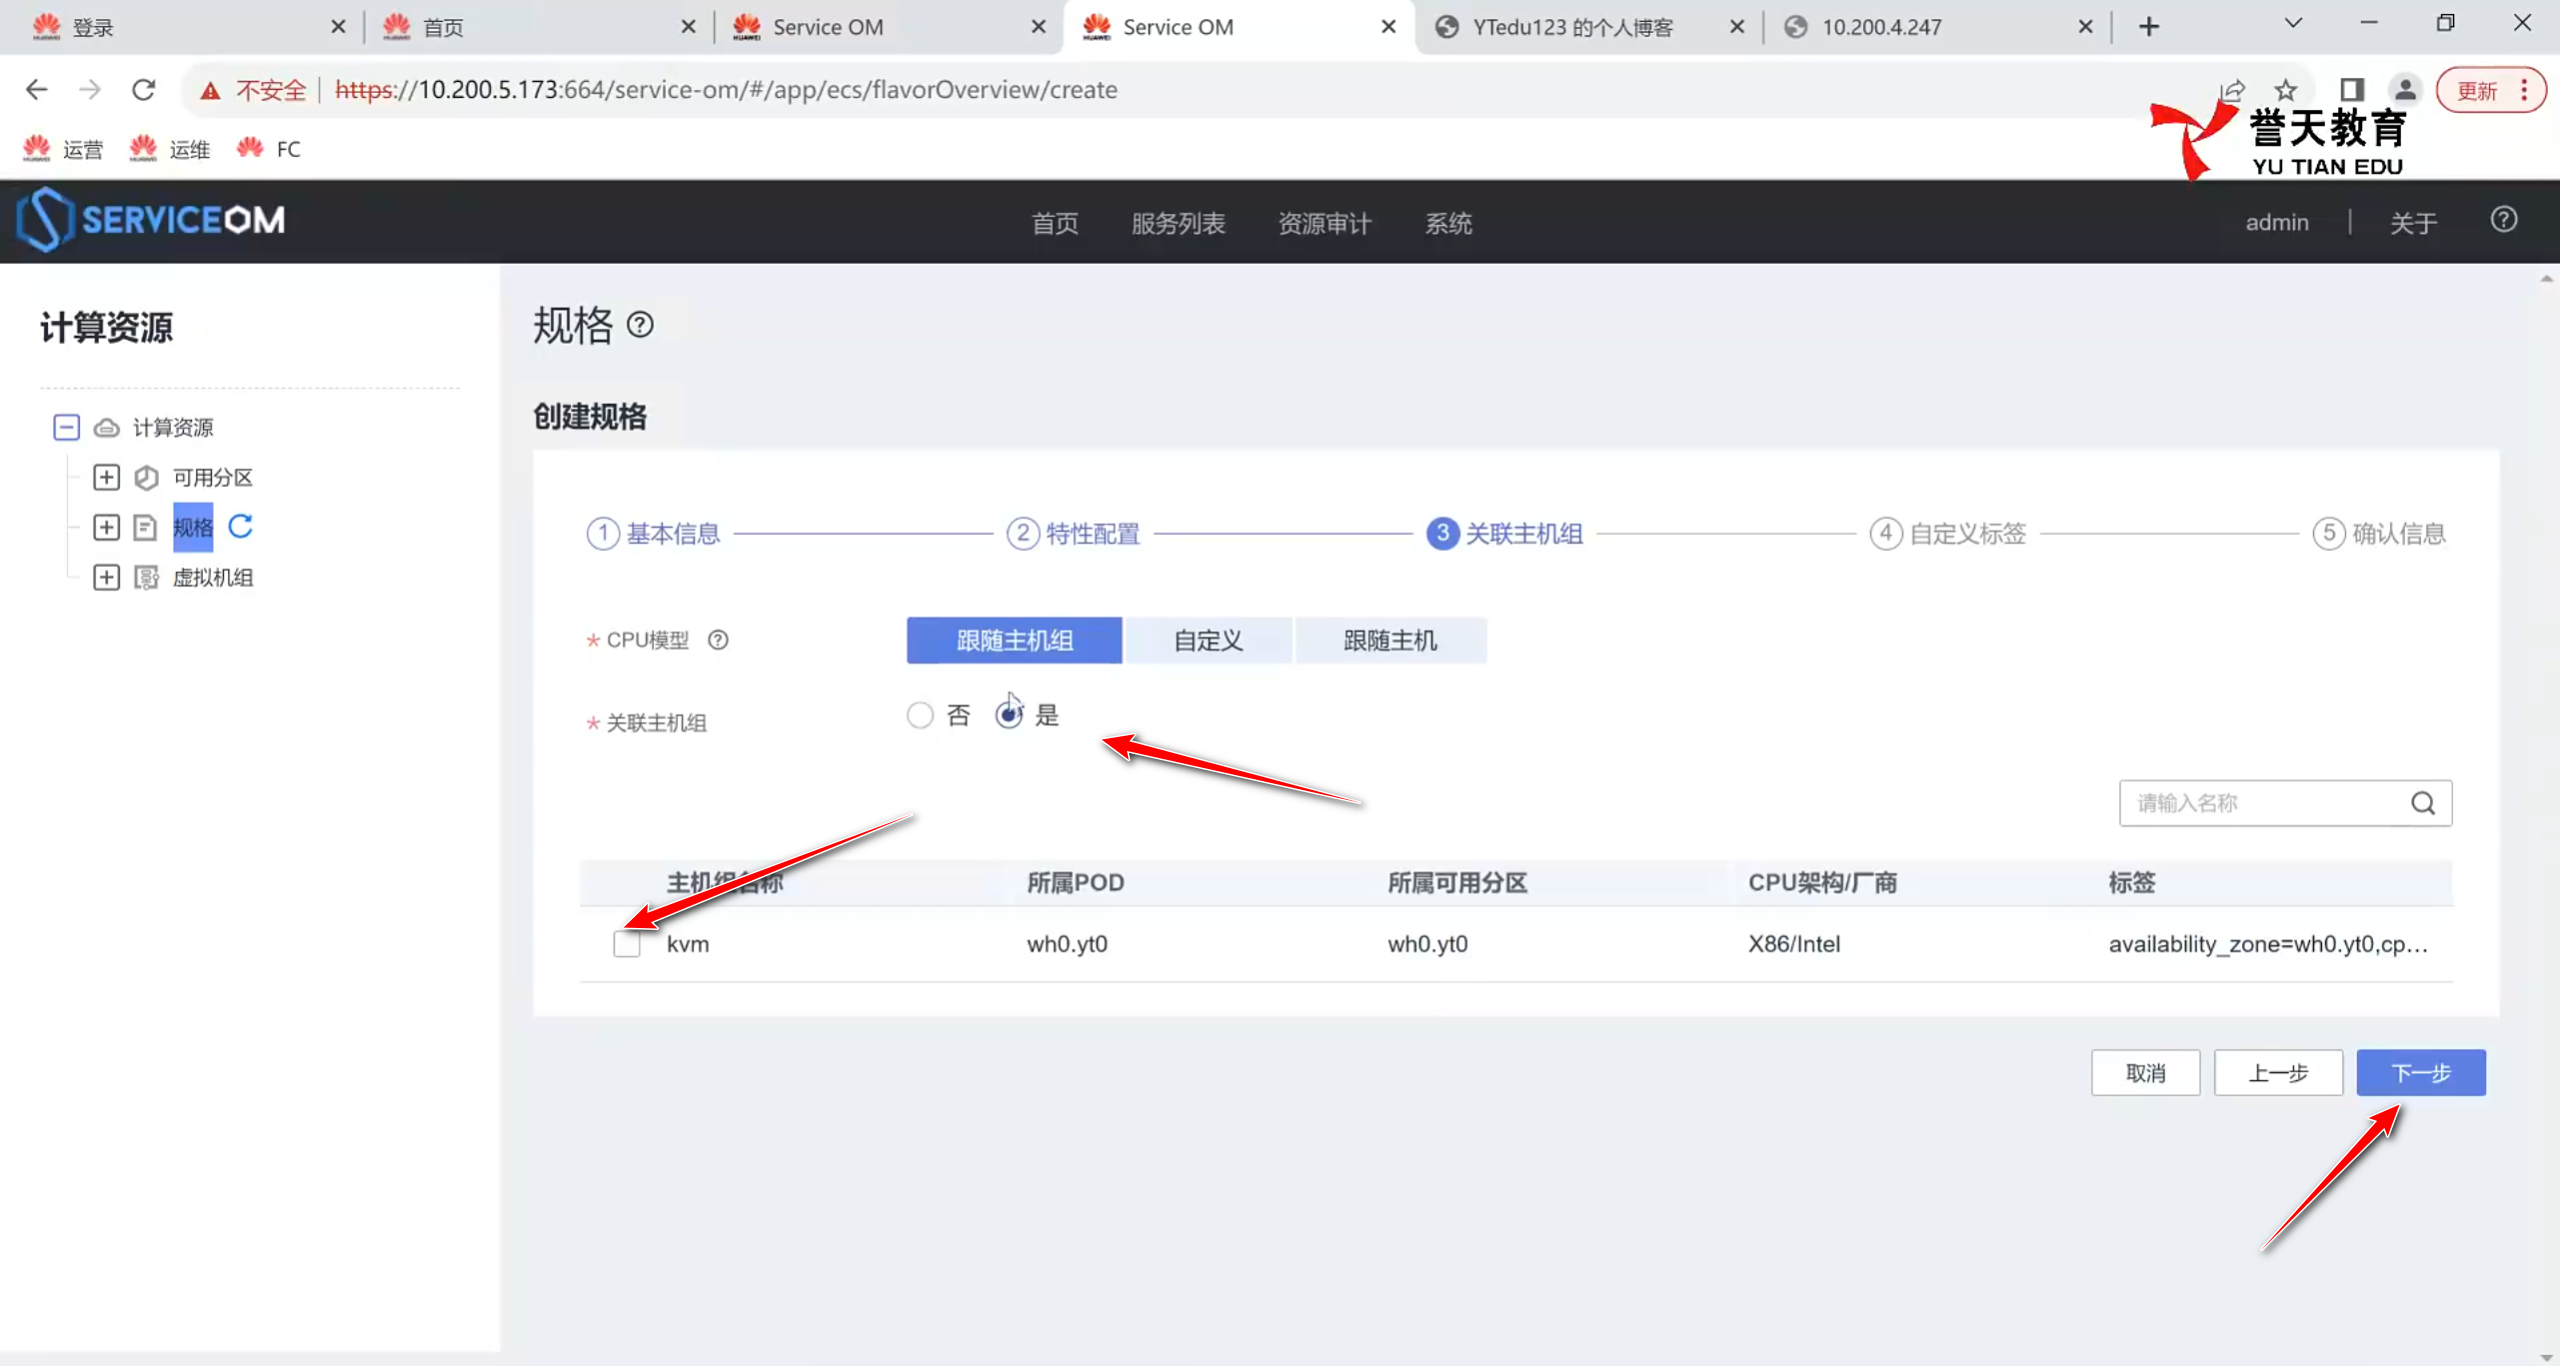 登录
首页
Service OM
Service OM
YTedu123 的个人博客
10.200.4.247
不安全
https://10.200.5.173:664/service-om/#/app/ecs/flavorOverview/create
更新
运营
运维
FC
誉天教育
YU TIAN EDU
SERVICEOM
首页
服务列表
资源审计
系统
admin
关于
计算资源
计算资源
可用分区
规格
虚拟机组
规格
创建规格
1 基本信息
2 特性配置
3 关联主机组
4 自定义标签
5 确认信息
* CPU模型
跟随主机组
自定义
跟随主机
* 关联主机组
否
是
请输入名称
主机组名称
所属POD
所属可用分区
CPU架构/厂商
标签
kvm
wh0.yt0
wh0.yt0
X86/Intel
availability_zone=wh0.yt0,cp...
取消
上一步
下一步